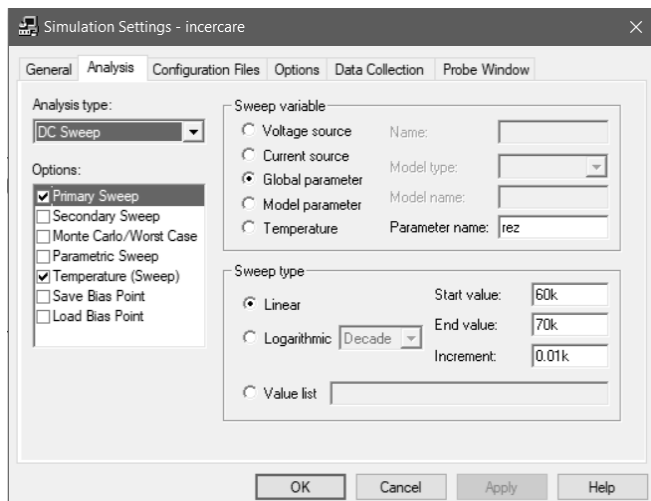 Simulation Settings - incercare
General Analysis Configuration Files Options Data Collection Probe Window
Analysis type:
DC Sweep
Options:
Primary Sweep
Secondary Sweep
Monte Carlo/Worst Case
Parametric Sweep
Temperature (Sweep)
Save Bias Point
Load Bias Point
Sweep variable
Voltage source
Current source
Global parameter
Model parameter
Temperature
Name:
Model type:
Model name:
Parameter name: rez
Sweep type
Linear
Logarithmic Decade
Start value: 60k
End value: 70k
Increment: 0.01k
Value list
OK Cancel Apply Help